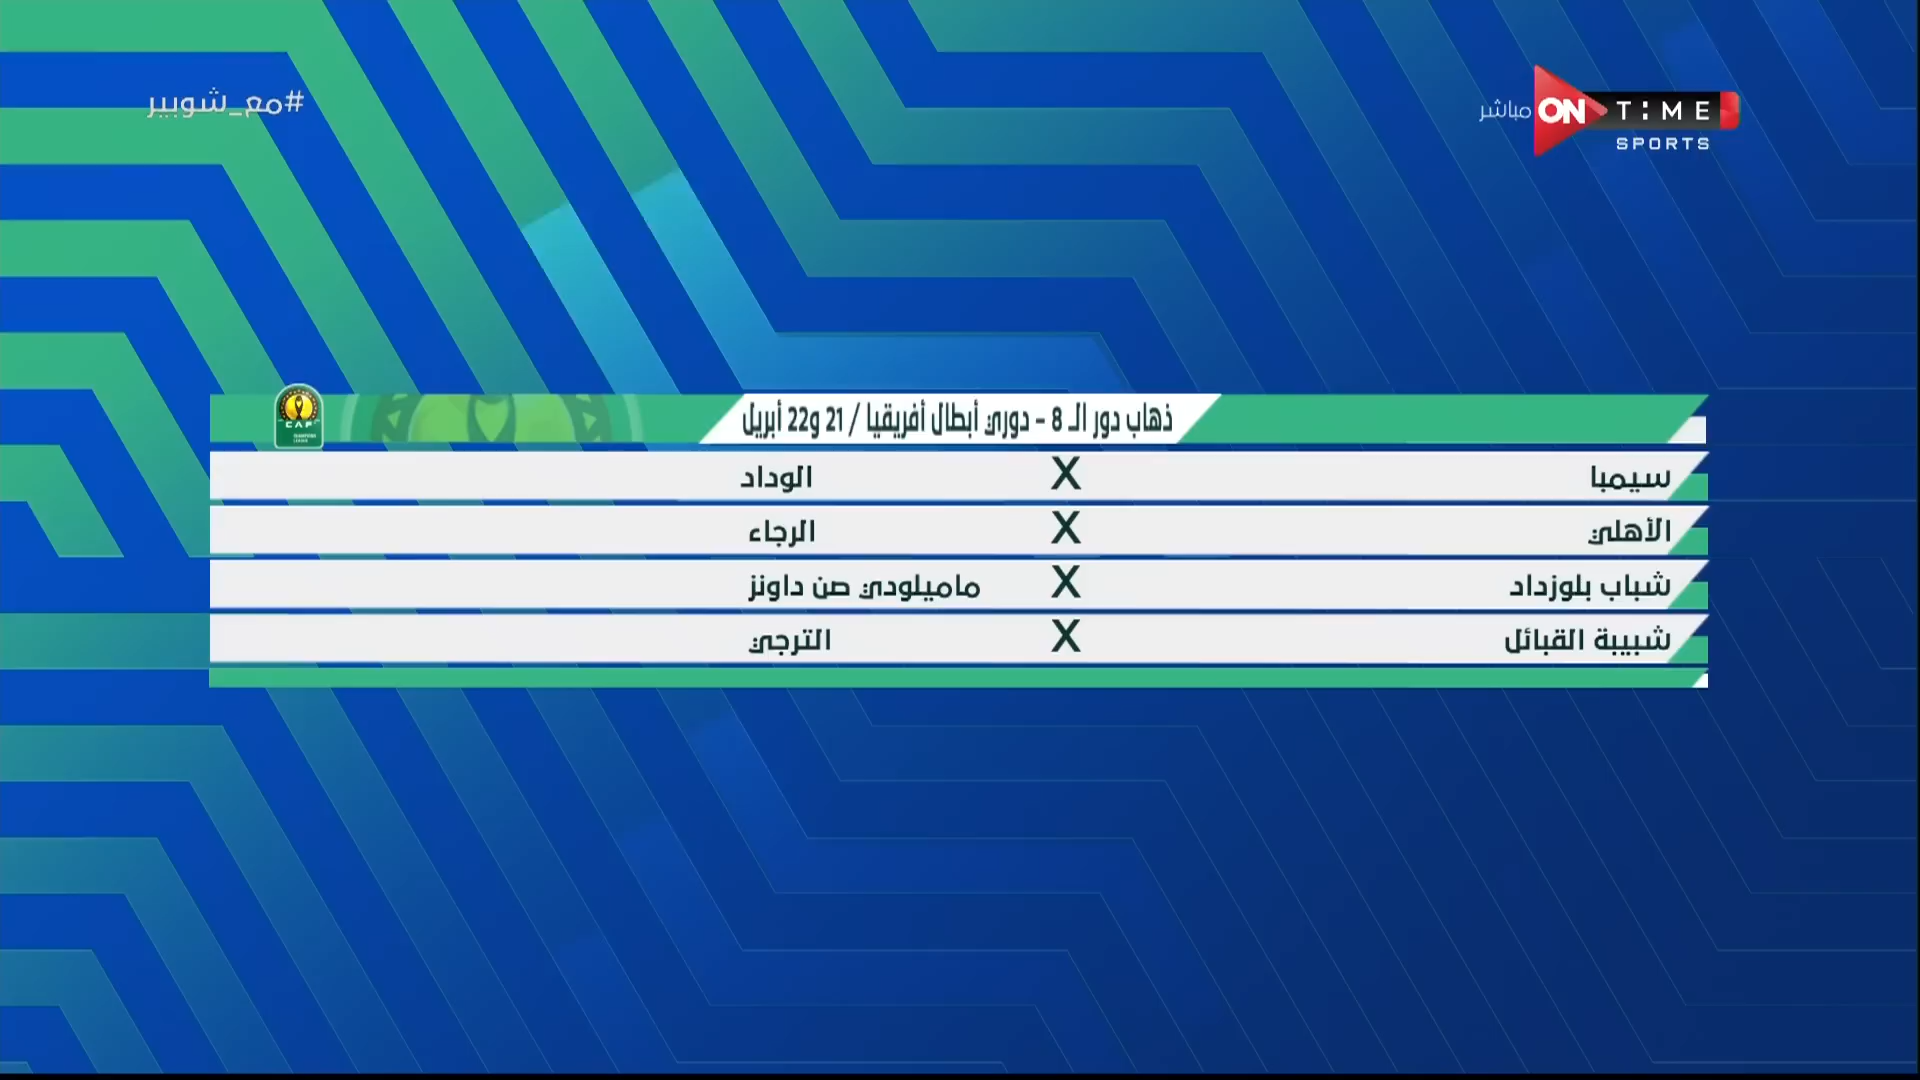 #مع_شوبير
مباشر
ON TIME
SPORTS
CAF
ذهاب دور الـ 8 - دوري أبطال أفريقيا / 21 و22 أبريل
سيمبا X الوداد
الأهلي X الرجاء
شباب بلوزداد X ماميلودي صن داونز
شبيبة القبائل X الترجي